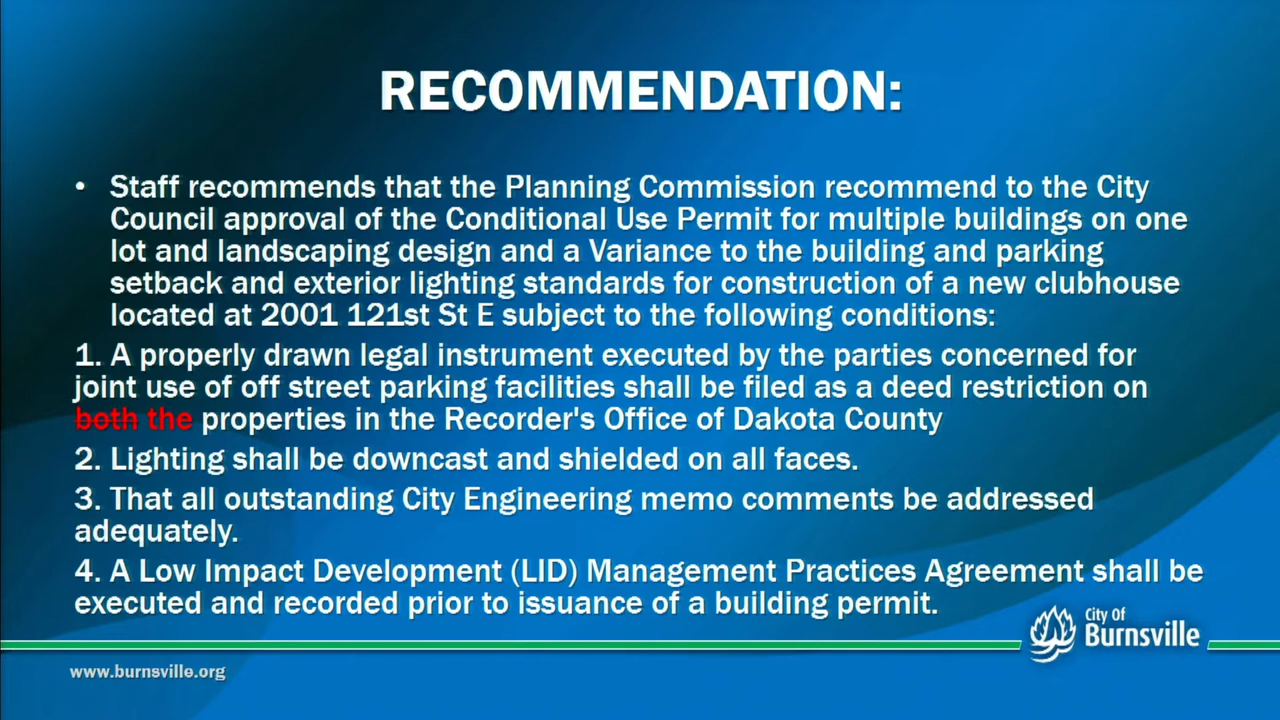 RECOMMENDATION:
• Staff recommends that the Planning Commission recommend to the City
Council approval of the Conditional Use Permit for multiple buildings on one
lot and landscaping design and a Variance to the building and parking
setback and exterior lighting standards for construction of a new clubhouse
located at 2001 121st St E subject to the following conditions:
1. A properly drawn legal instrument executed by the parties concerned for
joint use of off street parking facilities shall be filed as a deed restriction on
both the properties in the Recorder's Office of Dakota County
2. Lighting shall be downcast and shielded on all faces.
3. That all outstanding City Engineering memo comments be addressed
adequately.
4. A Low Impact Development (LID) Management Practices Agreement shall be
executed and recorded prior to issuance of a building permit.
City Of
Burnsville
www.burnsville.org